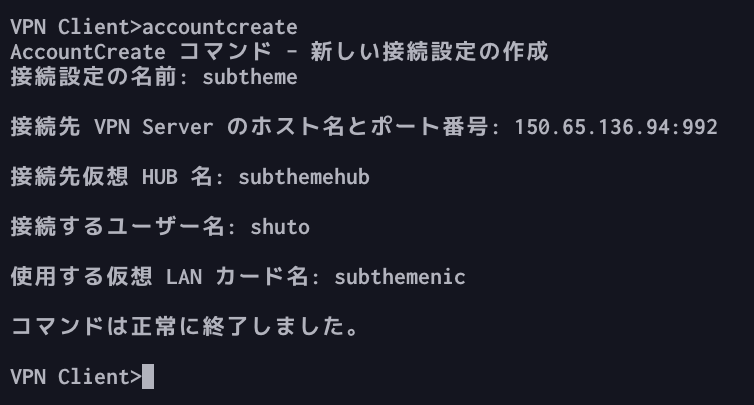 VPN Client>accountcreate
AccountCreate コマンド - 新しい接続設定の作成
接続設定の名前: subtheme
接続先 VPN Server のホスト名とポート番号: 150.65.136.94:992
接続先仮想 HUB 名: subthemehub
接続するユーザー名: shuto
使用する仮想 LAN カード名: subthemenic
コマンドは正常に終了しました。
VPN Client>